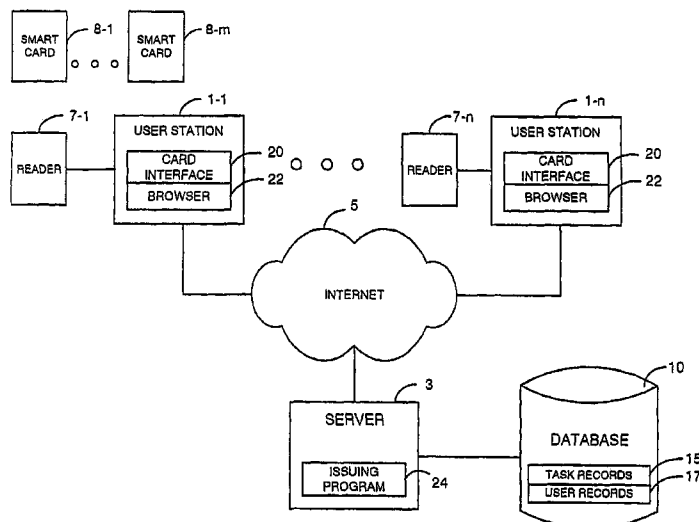 SMART
CARD
8-1
SMART
CARD
8-m
7-1
1-1
7-n
1-n
READER
USER STATION
CARD
INTERFACE
20
BROWSER
22
READER
USER STATION
CARD
INTERFACE
20
BROWSER
22
5
INTERNET
3
SERVER
ISSUING
PROGRAM
24
10
DATABASE
TASK RECORDS
15
USER RECORDS
17